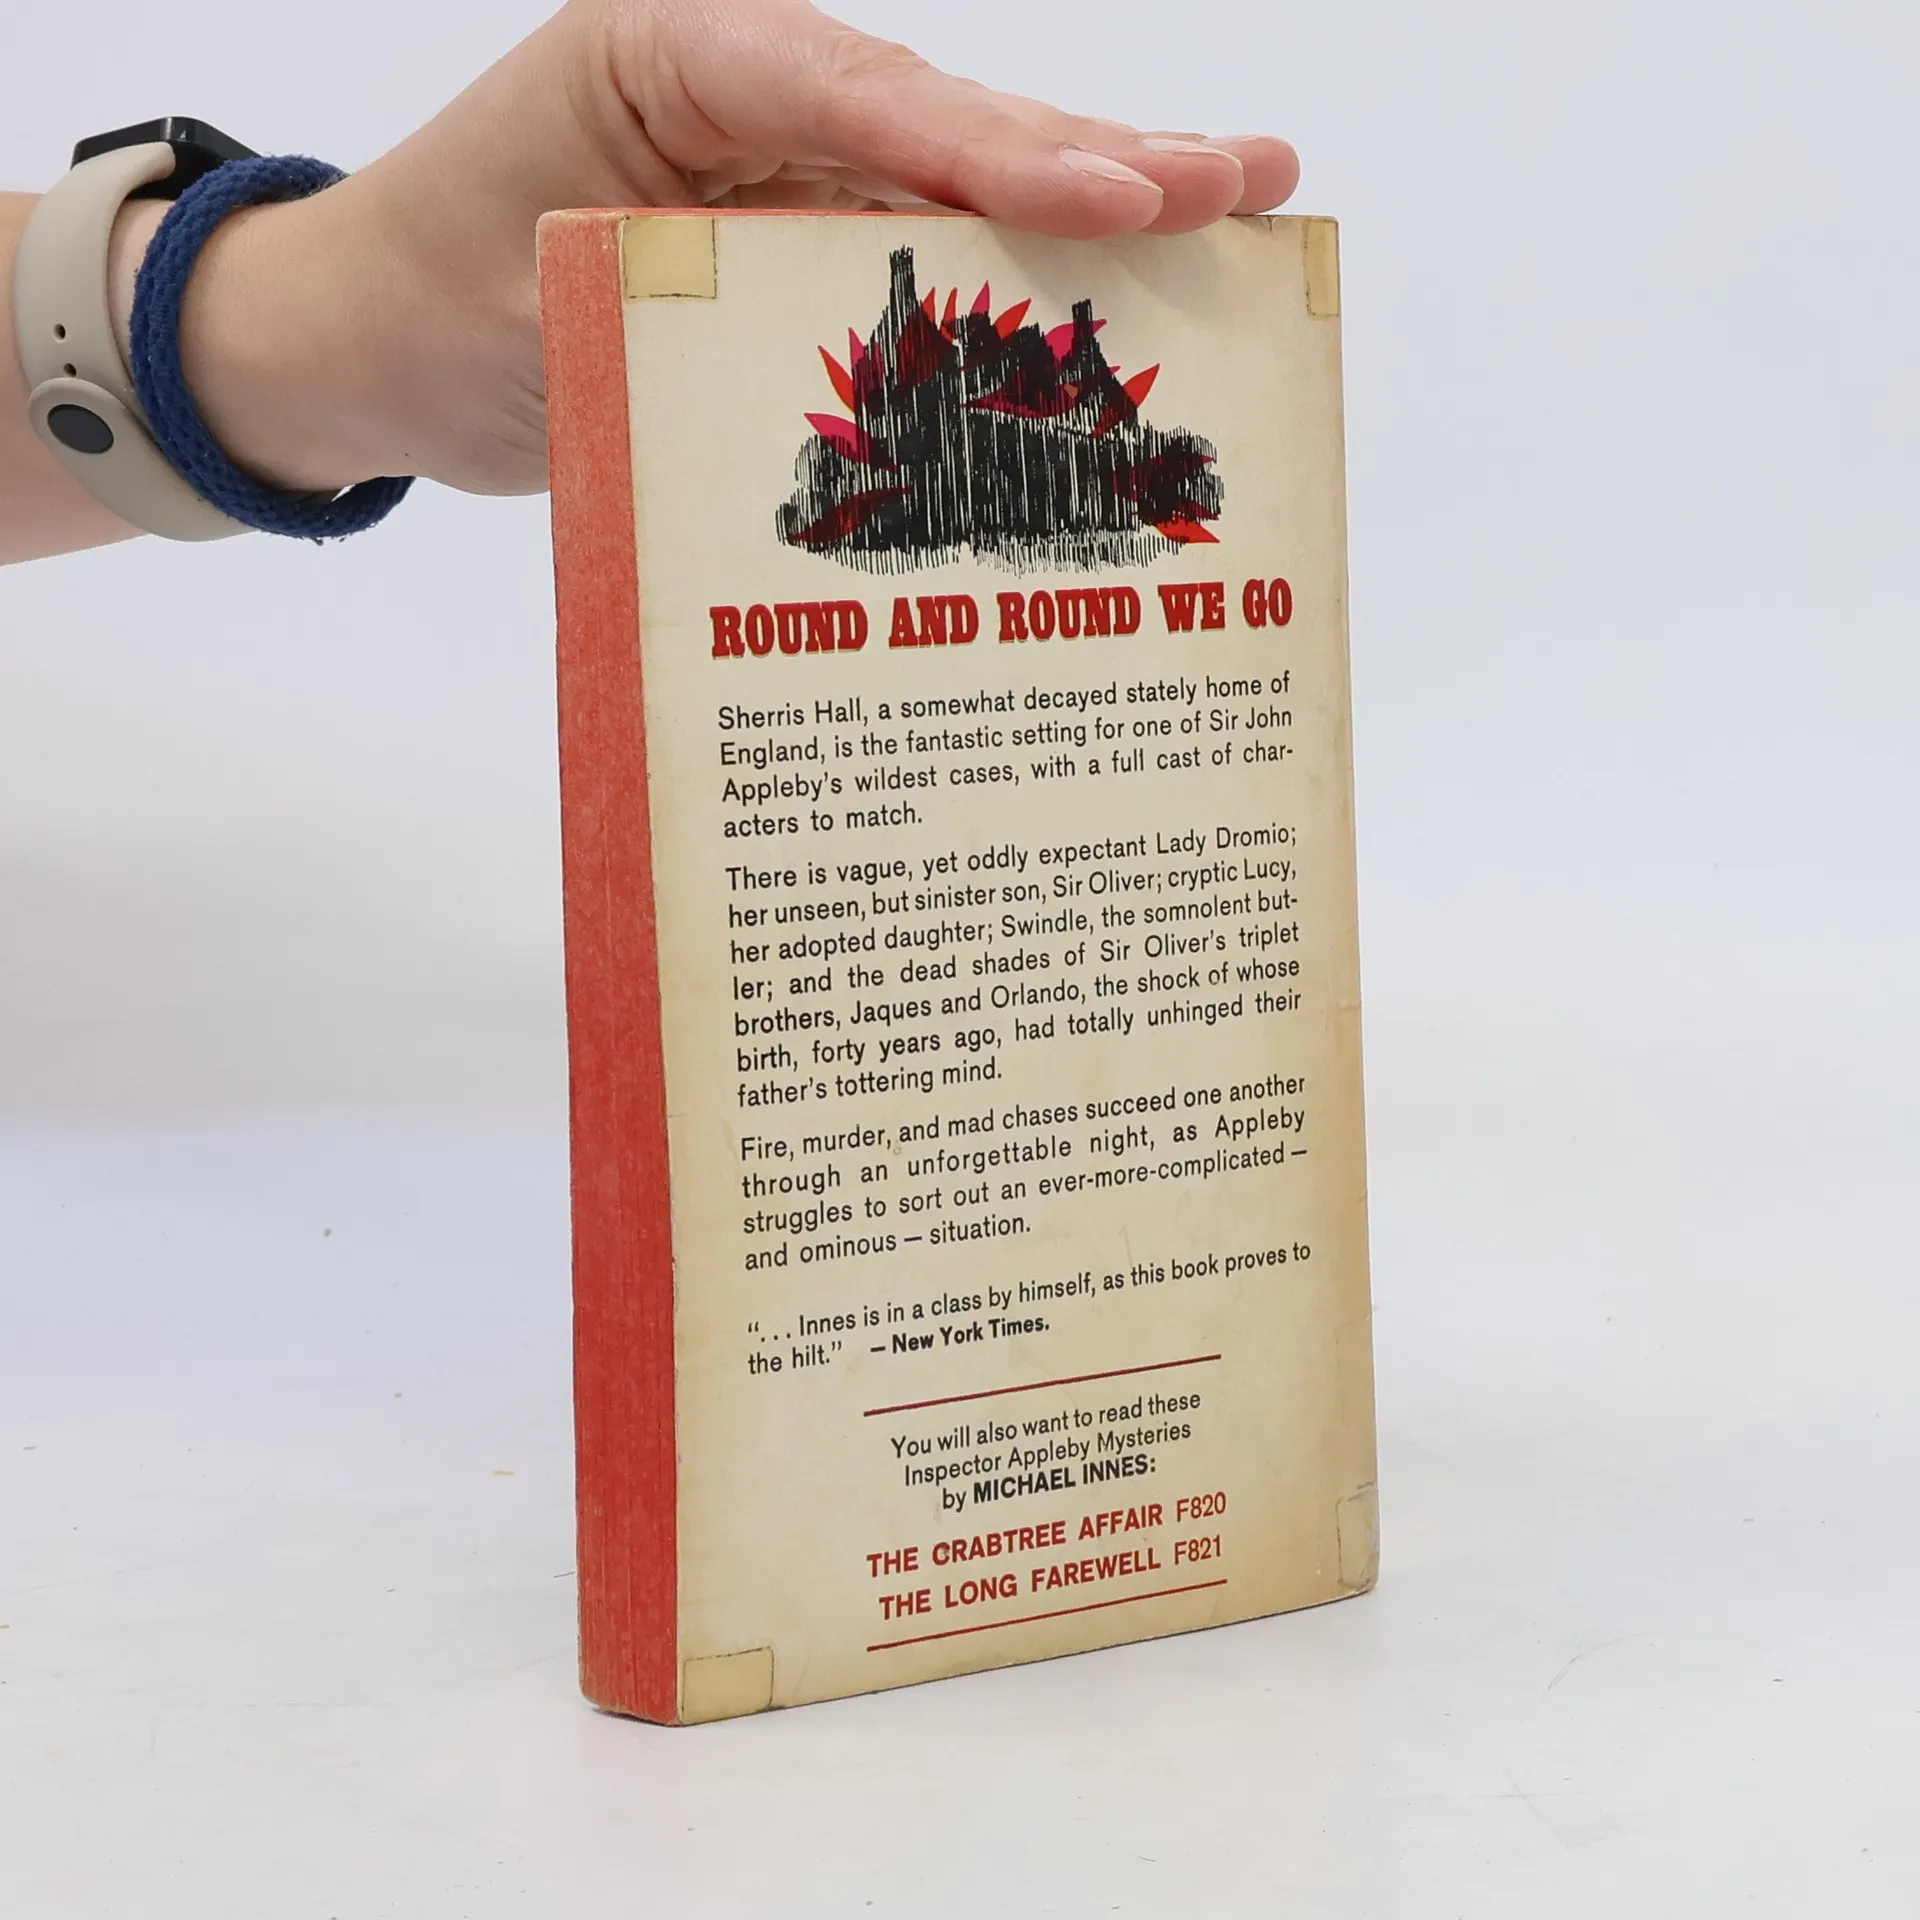 ROUND AND ROUND WE GO
Sherris Hall, a somewhat decayed stately home of
England, is the fantastic setting for one of Sir John
Appleby's wildest cases, with a full cast of char-
acters to match.
There is vague, yet oddly expectant Lady Dromio;
her unseen, but sinister son, Sir Oliver; cryptic Lucy,
her adopted daughter; Swindle, the somnolent but-
ler; and the dead shades of Sir Oliver's triplet
brothers, Jaques and Orlando, the shock of whose
birth, forty years ago, had totally unhinged their
father's tottering mind.
Fire, murder, and mad chases succeed one another
through an unforgettable night, as Appleby
struggles to sort out an ever-more-complicated —
and ominous — situation.
“. . . Innes is in a class by himself, as this book proves to
the hilt.” — New York Times.
You will also want to read these
Inspector Appleby Mysteries
by MICHAEL INNES:
THE CRABTREE AFFAIR F820
THE LONG FAREWELL F821